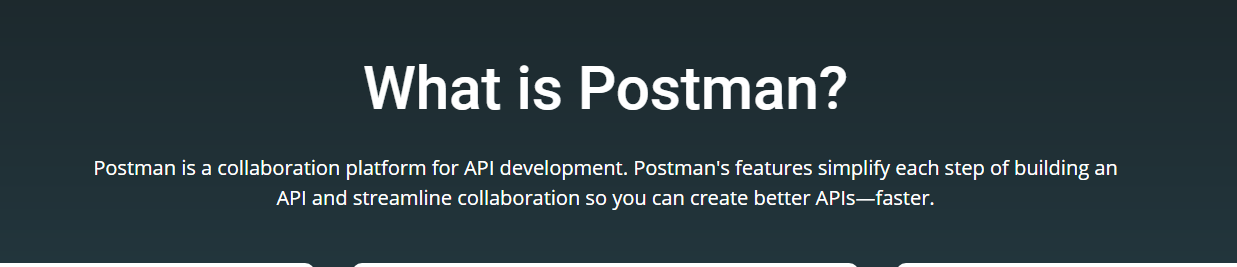 What is Postman?
Postman is a collaboration platform for API development. Postman's features simplify each step of building an
API and streamline collaboration so you can create better APIs—faster.